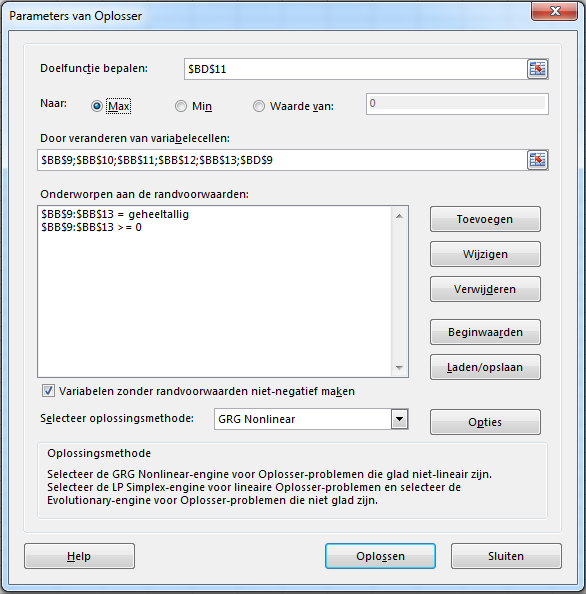 Parameters van Oplosser
Doelfunctie bepalen: $BD$11
Naar: Max Min Waarde van: 0
Door veranderen van variabelecellen:
$BB$9;$BB$10;$BB$11;$BB$12;$BB$13;$BD$9
Onderworpen aan de randvoorwaarden:
$BB$9:$BB$13 = geheeltallig
$BB$9:$BB$13 >= 0
Toevoegen
Wijzigen
Verwijderen
Beginwaarden
Laden/opslaan
Variabelen zonder randvoorwaarden niet-negatief maken
Selecteer oplossingsmethode: GRG Nonlinear
Opties
Oplossingsmethode
Selecteer de GRG Nonlinear-engine voor Oplosser-problemen die glad niet-lineair zijn.
Selecteer de LP Simplex-engine voor lineaire Oplosser-problemen en selecteer de
Evolutionary-engine voor Oplosser-problemen die niet glad zijn.
Help
Oplossen
Sluiten